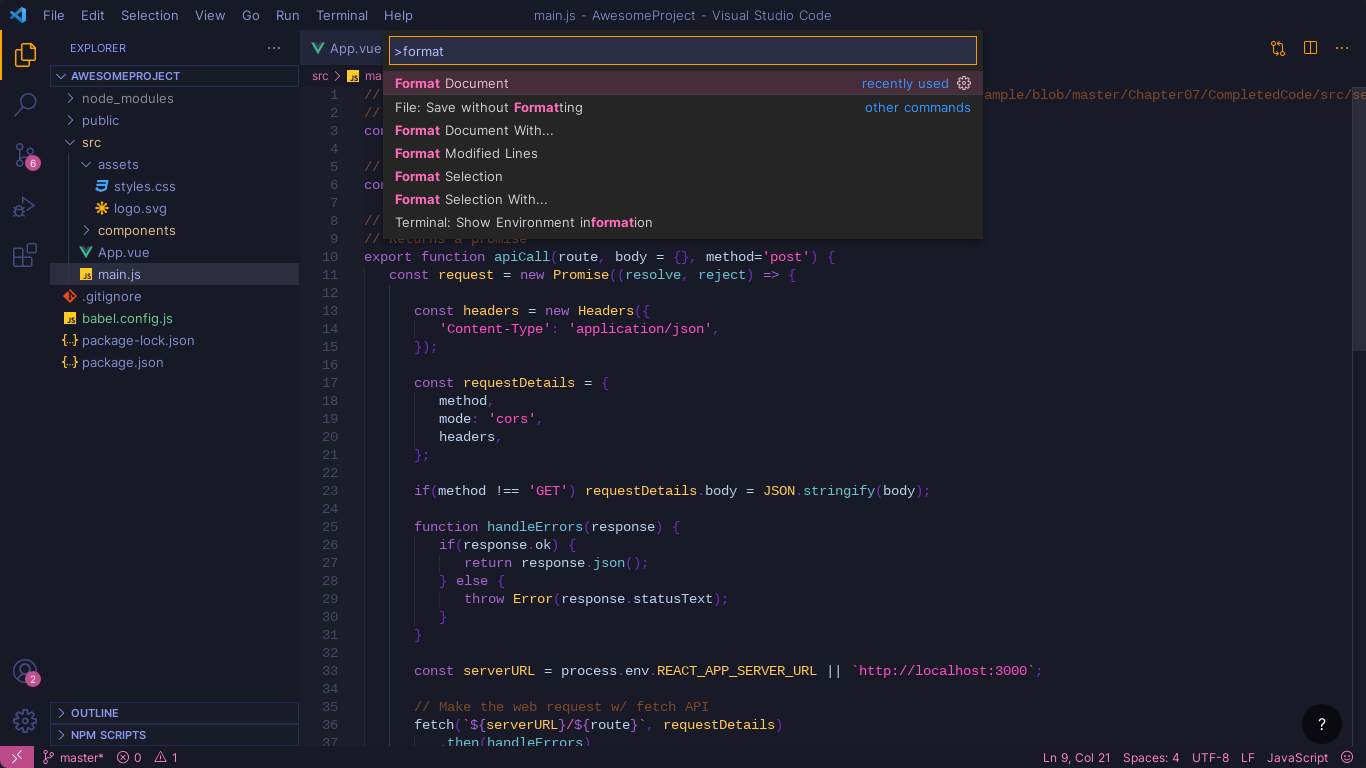 File Edit Selection View Go Run Terminal Help main.js - AwesomeProject - Visual Studio Code
EXPLORER
AWESOMEPROJECT
node_modules
public
src
assets
styles.css
logo.svg
components
App.vue
main.js
.gitignore
babel.config.js
package-lock.json
package.json
OUTLINE
NPM SCRIPTS
6
2
App.vue
>format
Format Document recently used
File: Save without Formatting other commands
Format Document With...
Format Modified Lines
Format Selection
Format Selection With...
Terminal: Show Environment information
src
1 // ample/blob/master/Chapter07/CompletedCode/src/se
2 //
3 con
4
5 //
6 con
7
8 //
9 // Returns a promise
10 export function apiCall(route, body = {}, method='post') {
11 const request = new Promise((resolve, reject) => {
12
13 const headers = new Headers({
14 'Content-Type': 'application/json',
15 });
16
17 const requestDetails = {
18 method,
19 mode: 'cors',
20 headers,
21 };
22
23 if(method !== 'GET') requestDetails.body = JSON.stringify(body);
24
25 function handleErrors(response) {
26 if(response.ok) {
27 return response.json();
28 } else {
29 throw Error(response.statusText);
30 }
31 }
32
33 const serverURL = process.env.REACT_APP_SERVER_URL || `http://localhost:3000`;
34
35 // Make the web request w/ fetch API
36 fetch(`${serverURL}/${route}`, requestDetails)
37 .then(handleErrors)
?
master* 0 1 Ln 9, Col 21 Spaces: 4 UTF-8 LF JavaScript